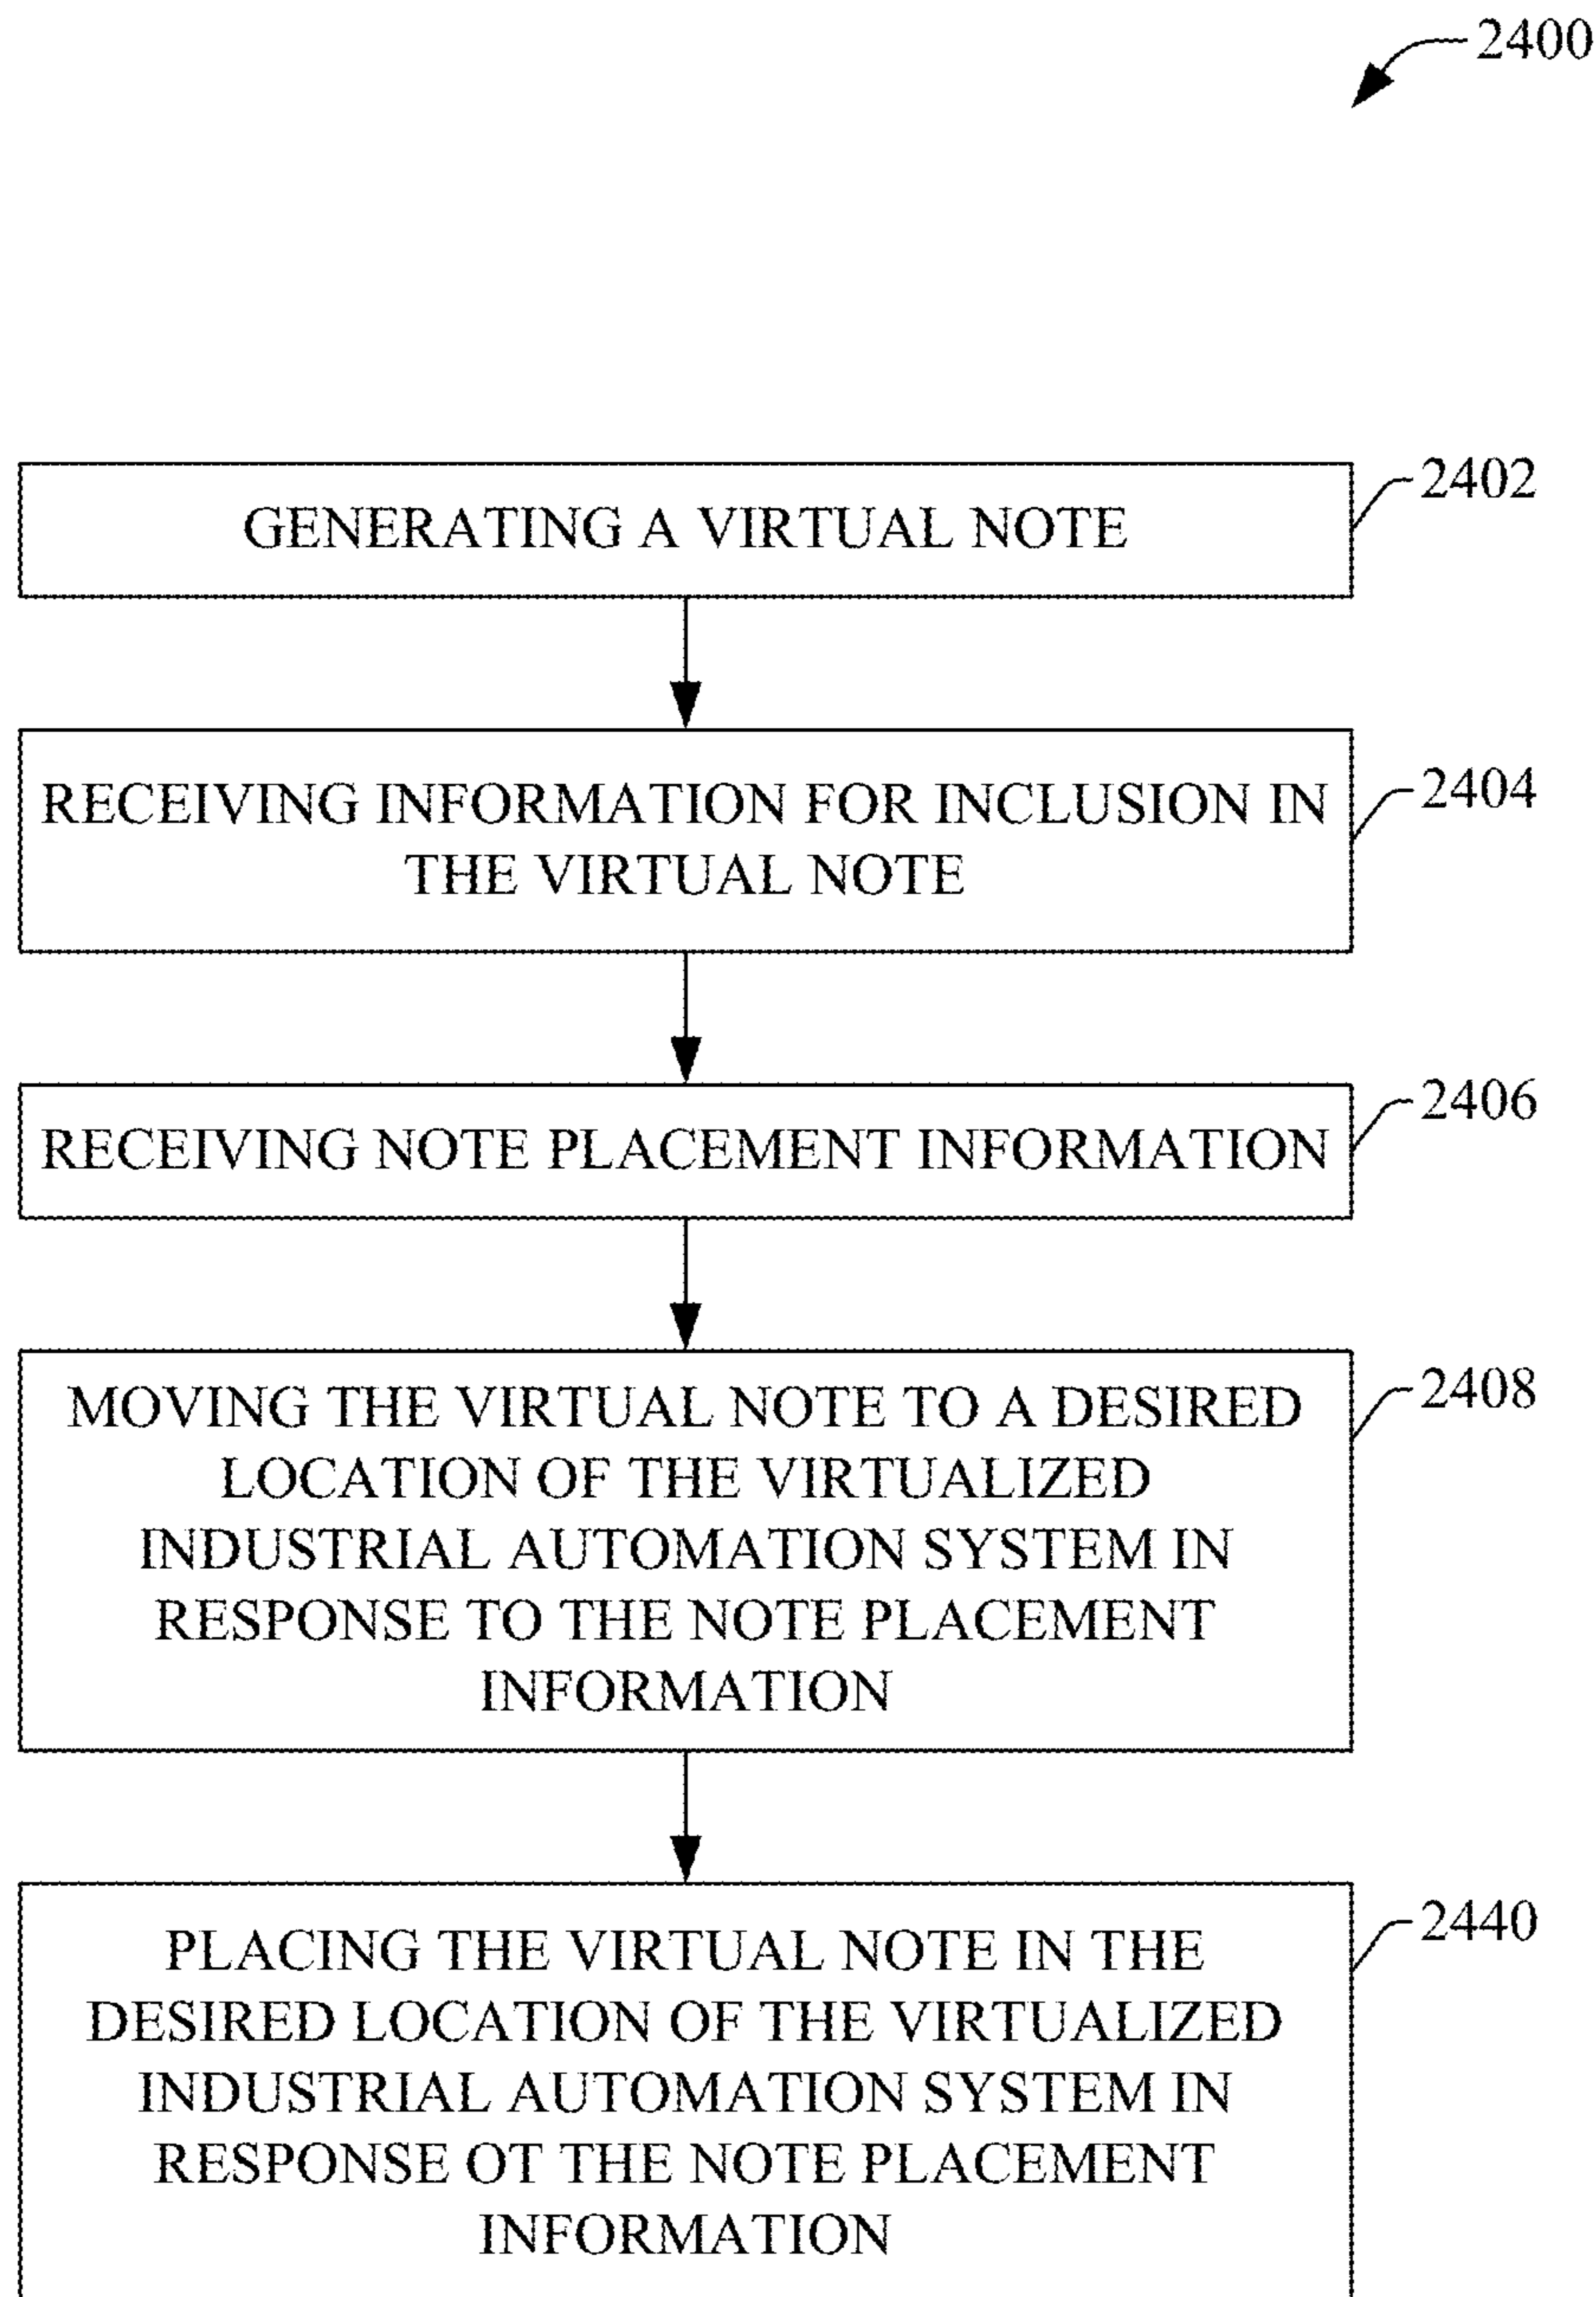 2400
GENERATING A VIRTUAL NOTE
2402
RECEIVING INFORMATION FOR INCLUSION IN
THE VIRTUAL NOTE
2404
RECEIVING NOTE PLACEMENT INFORMATION
2406
MOVING THE VIRTUAL NOTE TO A DESIRED
LOCATION OF THE VIRTUALIZED
INDUSTRIAL AUTOMATION SYSTEM IN
RESPONSE TO THE NOTE PLACEMENT
INFORMATION
2408
PLACING THE VIRTUAL NOTE IN THE
DESIRED LOCATION OF THE VIRTUALIZED
INDUSTRIAL AUTOMATION SYSTEM IN
RESPONSE OT THE NOTE PLACEMENT
INFORMATION
2440